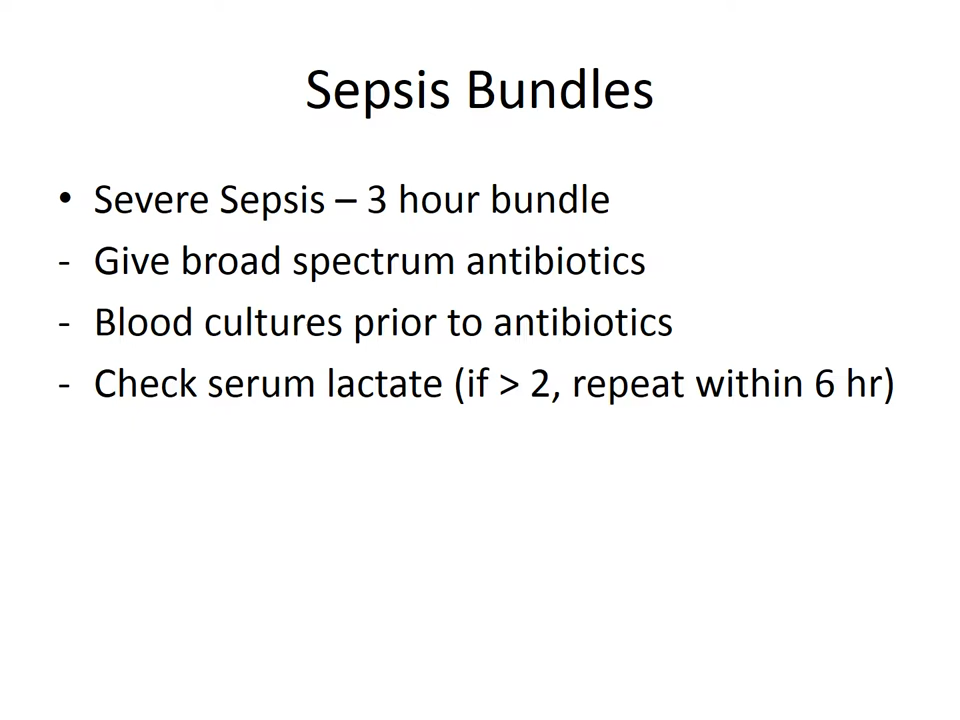 Sepsis Bundles
• Severe Sepsis – 3 hour bundle
- Give broad spectrum antibiotics
- Blood cultures prior to antibiotics
- Check serum lactate (if > 2, repeat within 6 hr)